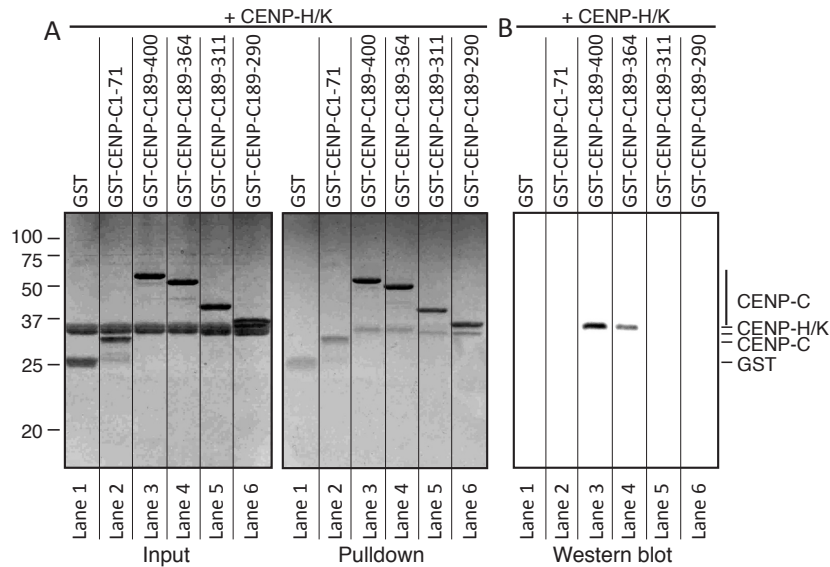 A
+ CENP-H/K
B
+ CENP-H/K
GST
GST-CENP-C1-71
GST-CENP-C189-400
GST-CENP-C189-364
GST-CENP-C189-311
GST-CENP-C189-290
GST
GST-CENP-C1-71
GST-CENP-C189-400
GST-CENP-C189-364
GST-CENP-C189-311
GST-CENP-C189-290
GST
GST-CENP-C1-71
GST-CENP-C189-400
GST-CENP-C189-364
GST-CENP-C189-311
GST-CENP-C189-290
100
75
50
37
25
20
CENP-C
CENP-H/K
CENP-C
GST
Lane 1
Lane 2
Lane 3
Lane 4
Lane 5
Lane 6
Lane 1
Lane 2
Lane 3
Lane 4
Lane 5
Lane 6
Lane 1
Lane 2
Lane 3
Lane 4
Lane 5
Lane 6
Input
Pulldown
Western blot